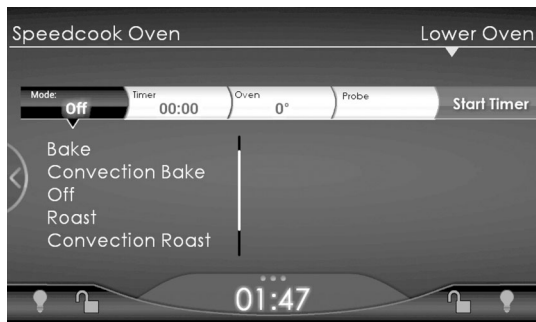 Speedcook Oven Lower Oven
Mode: Off Timer 00:00 Oven 0° Probe Start Timer
Bake
Convection Bake
Off
Roast
Convection Roast
01:47